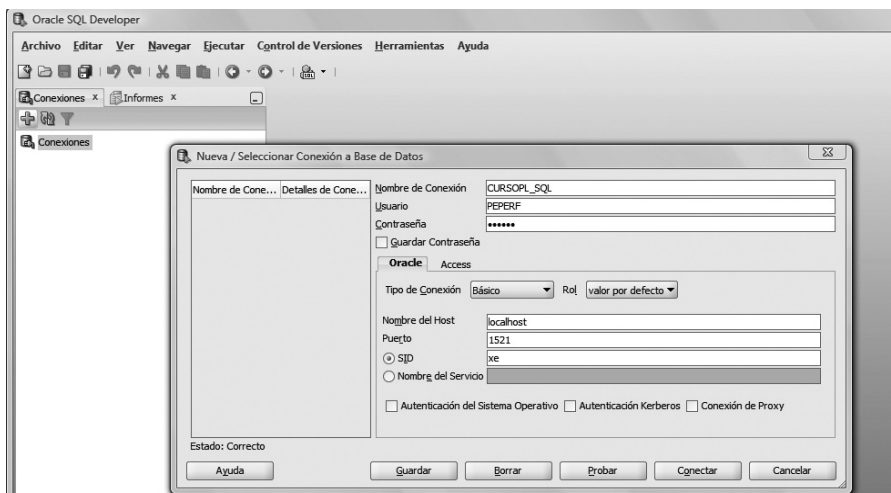 Oracle SQL Developer
Archivo Editar Ver Navegar Ejecutar Control de Versiones Herramientas Ayuda
Conexiones x Informes x
Conexiones
Nueva / Seleccionar Conexión a Base de Datos
Nombre de Cone... Detalles de Cone...
Nombre de Conexión CURSOPL_SQL
Usuario PEPERF
Contraseña ••••••
Guardar Contraseña
Oracle Access
Tipo de Conexión Básico Rol valor por defecto
Nombre del Host localhost
Puerto 1521
SID xe
Nombre del Servicio
Autenticación del Sistema Operativo Autenticación Kerberos Conexión de Proxy
Estado: Correcto
Ayuda Guardar Borrar Probar Conectar Cancelar